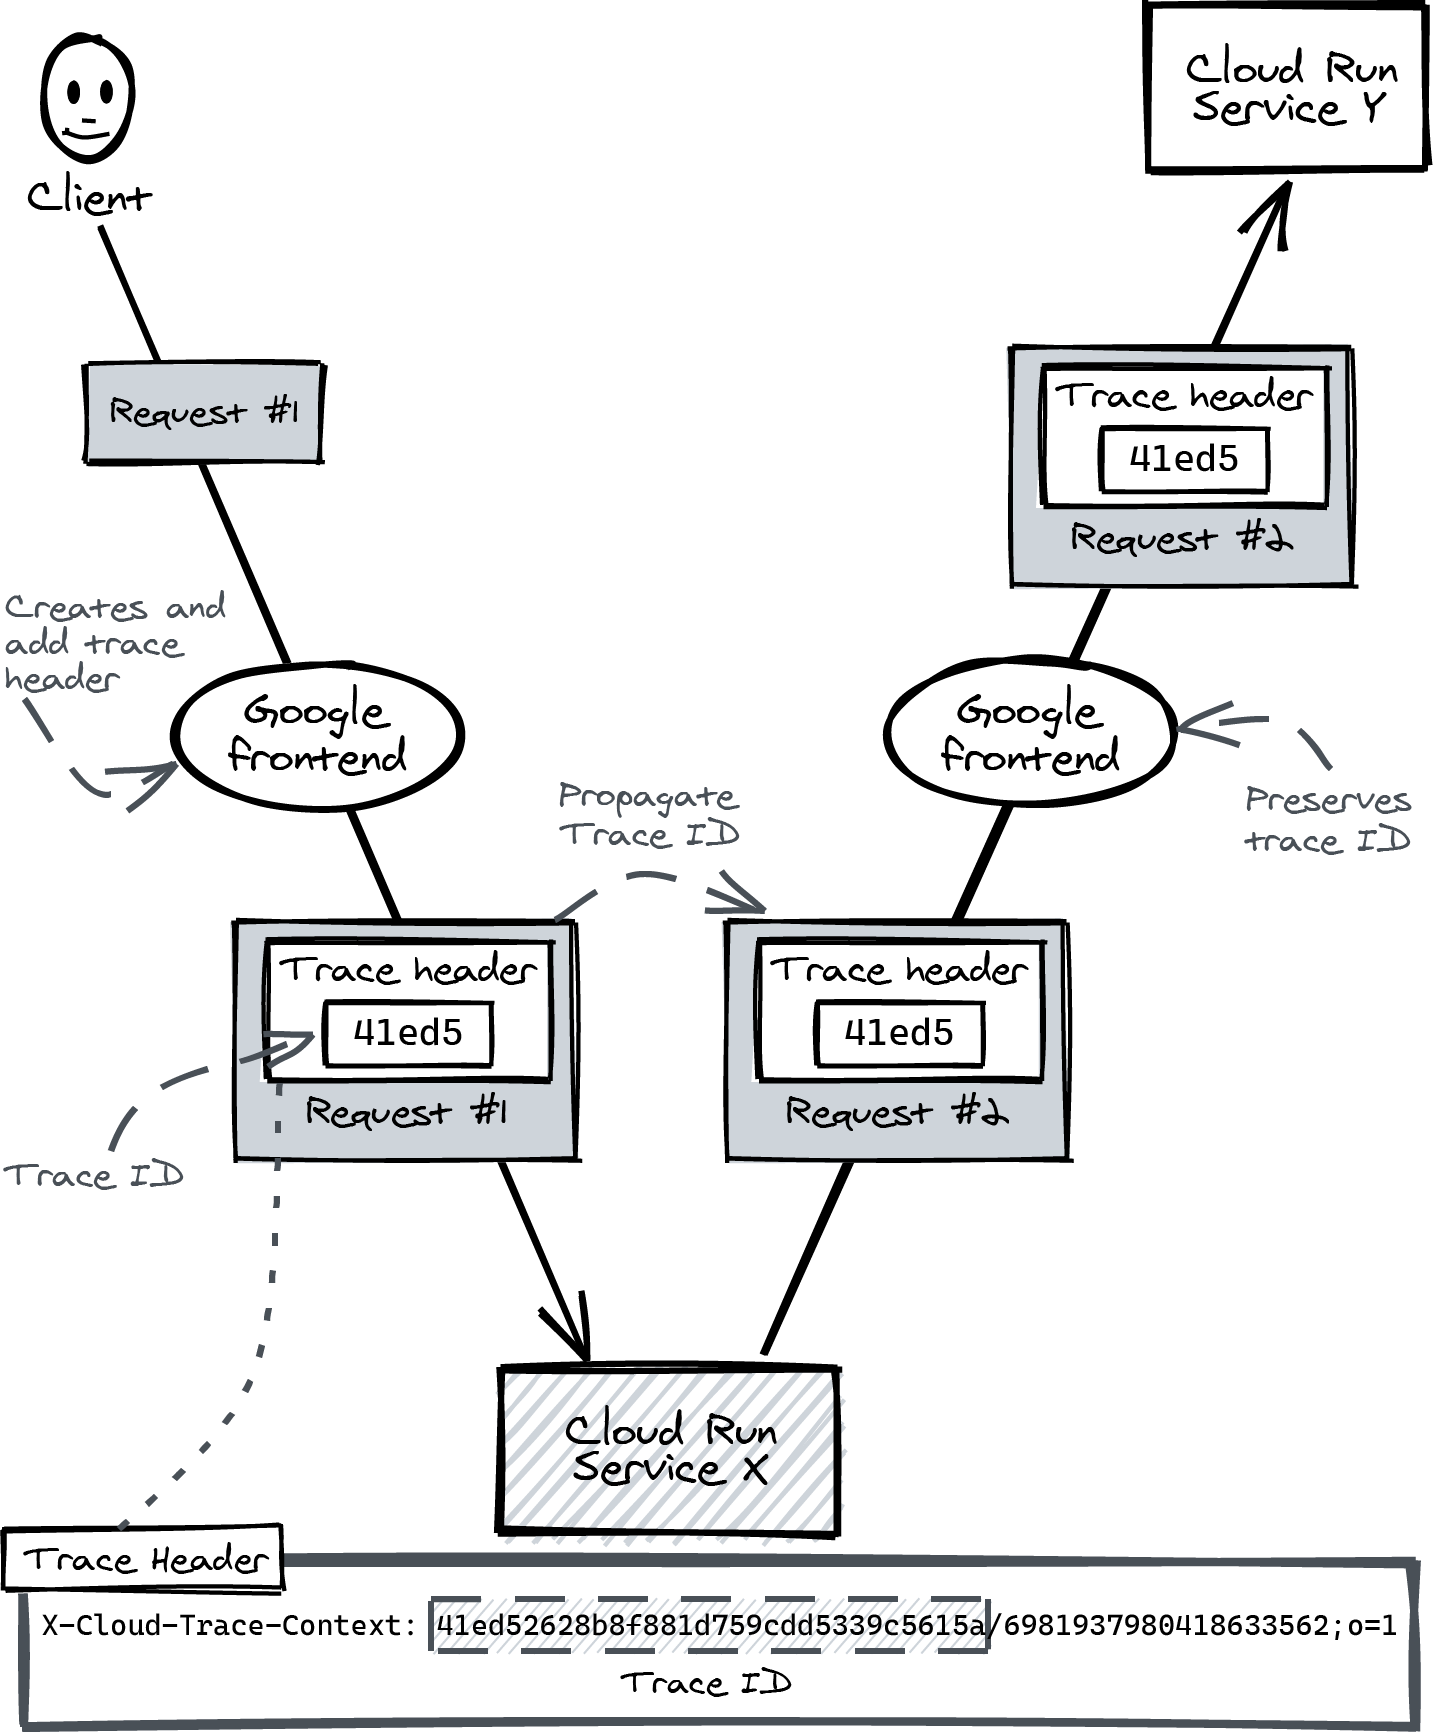 Client
Cloud Run
Service Y
Request #1
Trace header
41ed5
Request #2
Creates and
add trace
header
Google
frontend
Google
frontend
Propagate
Trace ID
Preserves
trace ID
Trace header
41ed5
Request #1
Trace header
41ed5
Request #2
Trace ID
Cloud Run
Service X
Trace Header
X-Cloud-Trace-Context: 41ed52628b8f881d759cdd5339c5615a/6981937980418633562;o=1
Trace ID